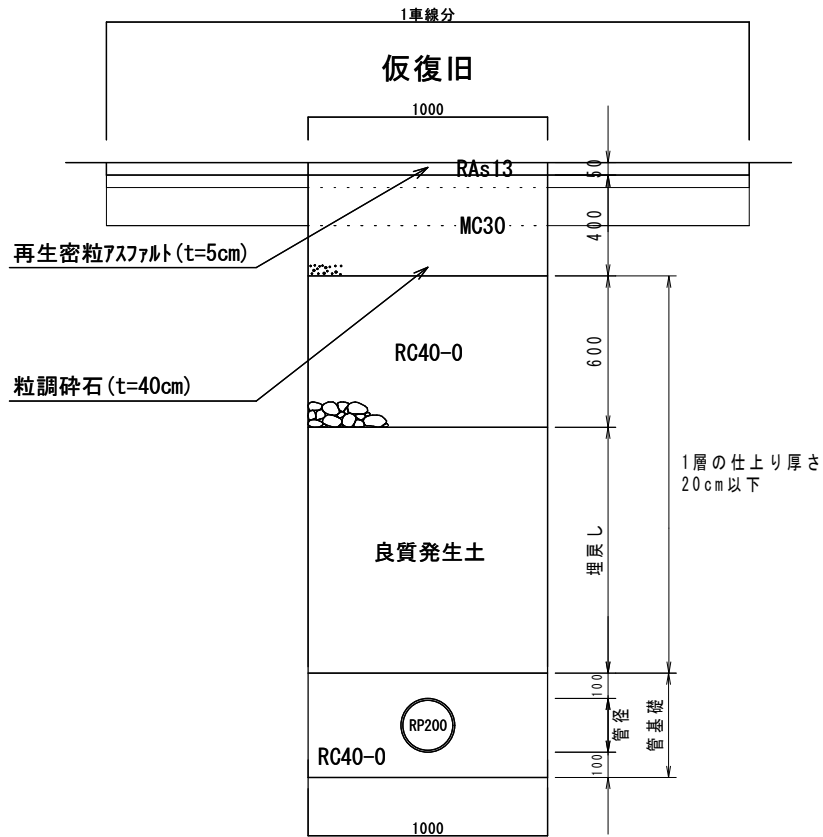 1車線分
仮復旧
1000
RAs13
50
MC30
400
再生密粒アスファルト(t=5cm)
RC40-0
600
粒調砕石(t=40cm)
1層の仕上り厚さ
20cm以下
良質発生土
埋戻し
100
RP200
管径
管基礎
RC40-0
100
1000